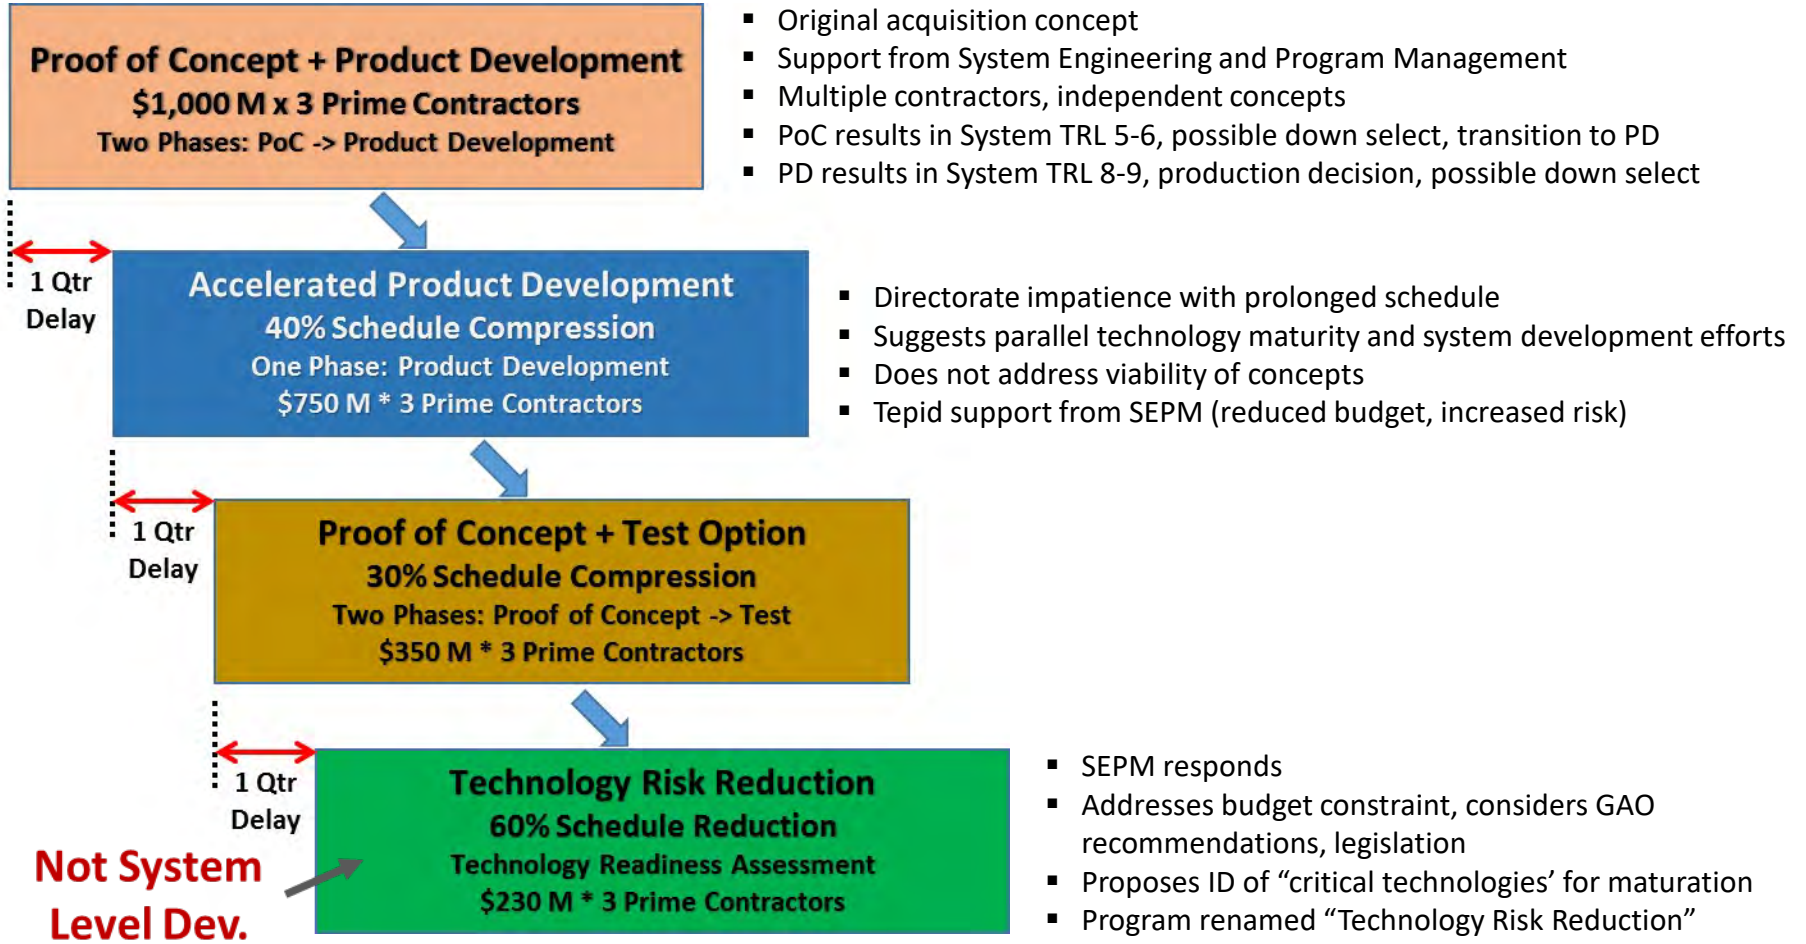 Proof of Concept + Product Development
$1,000 M x 3 Prime Contractors
Two Phases: PoC -> Product Development
▪ Original acquisition concept
▪ Support from System Engineering and Program Management
▪ Multiple contractors, independent concepts
▪ PoC results in System TRL 5-6, possible down select, transition to PD
▪ PD results in System TRL 8-9, production decision, possible down select
1 Qtr
Delay
Accelerated Product Development
40% Schedule Compression
One Phase: Product Development
$750 M * 3 Prime Contractors
▪ Directorate impatience with prolonged schedule
▪ Suggests parallel technology maturity and system development efforts
▪ Does not address viability of concepts
▪ Tepid support from SEPM (reduced budget, increased risk)
1 Qtr
Delay
Proof of Concept + Test Option
30% Schedule Compression
Two Phases: Proof of Concept -> Test
$350 M * 3 Prime Contractors
1 Qtr
Delay
Technology Risk Reduction
60% Schedule Reduction
Technology Readiness Assessment
$230 M * 3 Prime Contractors
Not System
Level Dev.
▪ SEPM responds
▪ Addresses budget constraint, considers GAO
recommendations, legislation
▪ Proposes ID of “critical technologies’ for maturation
▪ Program renamed “Technology Risk Reduction”